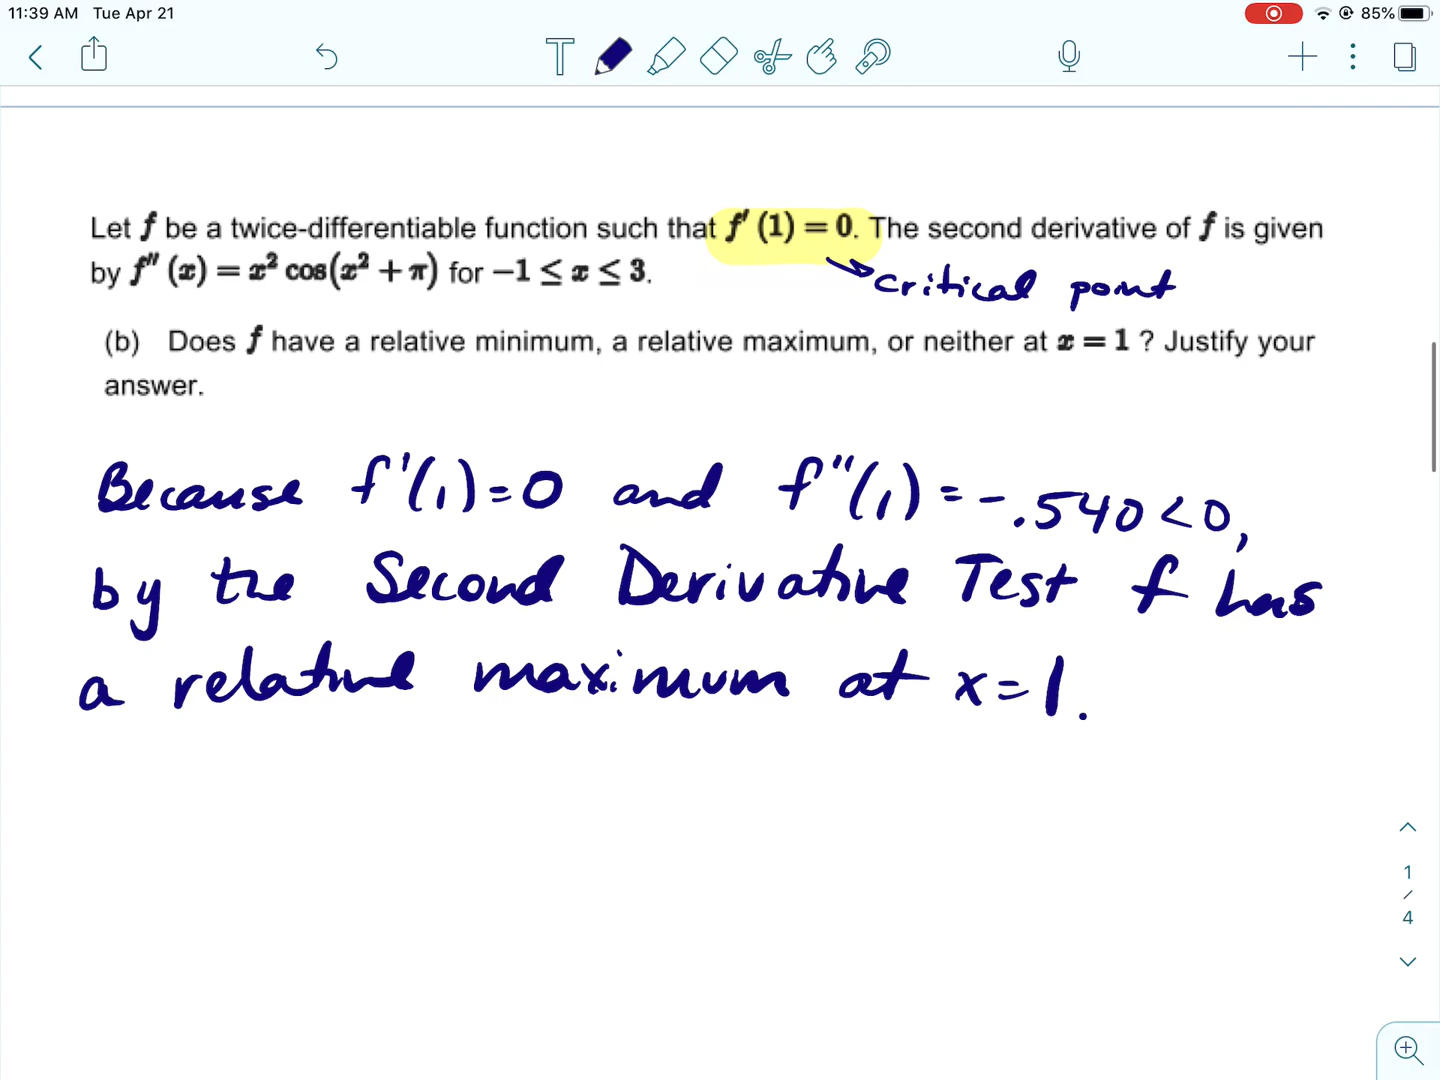 11:39 AM Tue Apr 21
85%
T
Let f be a twice-differentiable function such that f′ (1) = 0. The second derivative of f is given
by f″ (x) = x² cos(x² + π) for −1 ≤ x ≤ 3.
critical point
(b) Does f have a relative minimum, a relative maximum, or neither at x = 1 ? Justify your
answer.
Because f'(1)=0 and f"(1) = -.540<0,
by the Second Derivative Test f has
a relative maximum at x=1.
1
/
4